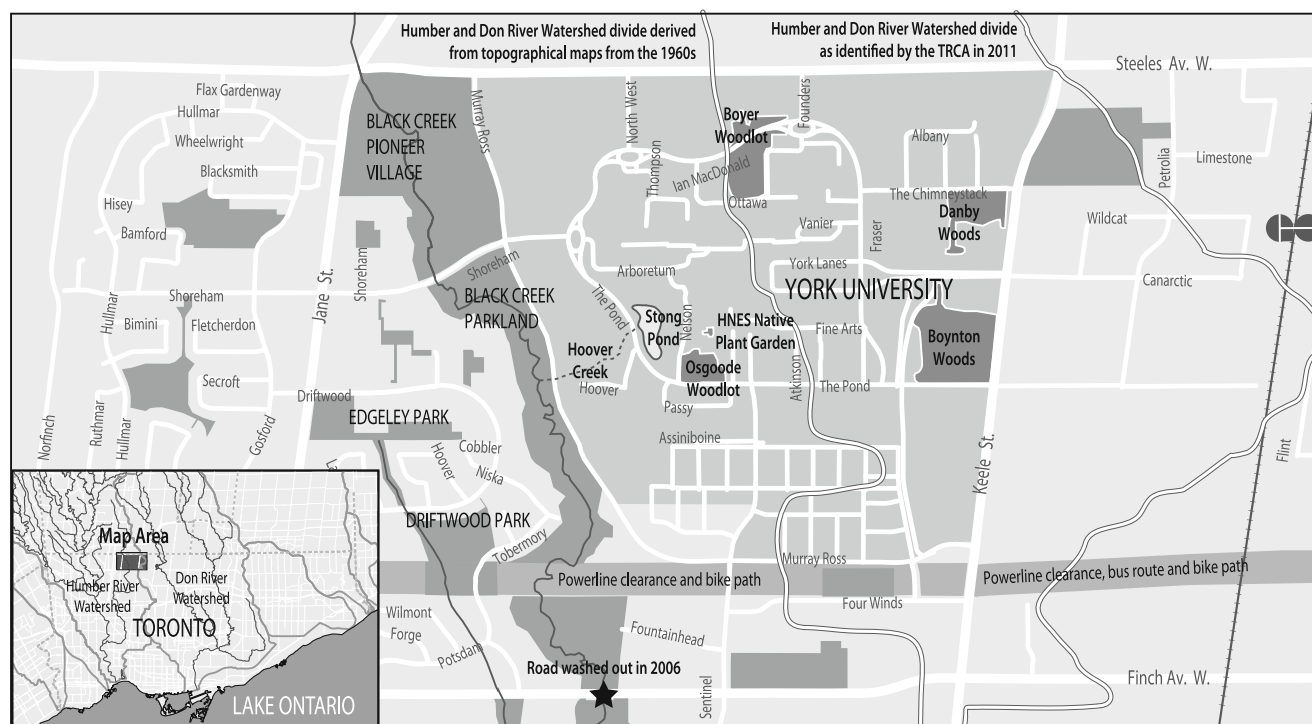 Humber and Don River Watershed divide derived
from topographical maps from the 1960s
Humber and Don River Watershed divide
as identified by the TRCA in 2011
Steeles Av. W.
Flax Gardenway
Hullmar
Wheelwright
Blacksmith
Hisey
Bamford
BLACK CREEK
PIONEER
VILLAGE
Murray Ross
North West
Thompson
Boyer
Woodlot
Founders
Ian MacDonald
Ottawa
Albany
The Chimneystack
Petrolia
Limestone
Vanier
Fraser
Danby
Woods
Wildcat
Shoreham
Jane St.
Shoreham
Arboretum
York Lanes
YORK UNIVERSITY
Canarctic
Hullmar
Shoreham
Bimini
Fletcherdon
BLACK CREEK
PARKLAND
The Pond
Stong
Pond
Nelson
HNES Native
Plant Garden
Fine Arts
Boynton
Woods
Hoover
Creek
Osgoode
Woodlot
Atkinson
The Pond
Secroft
Driftwood
Hoover
Passy
EDGELEY PARK
Norfinch
Ruthmar
Hullmar
Gosford
Cobbler
Hoover
Niska
Assiniboine
Keele St.
Flint
La
DRIFTWOOD PARK
Tobermory
Murray Ross
Powerline clearance and bike path
Powerline clearance, bus route and bike path
Four Winds
Wilmont
Forge
Potsdam
Fountainhead
Sentinel
Road washed out in 2006
Finch Av. W.
Map Area
Humber River
Watershed
Don River
Watershed
TORONTO
LAKE ONTARIO